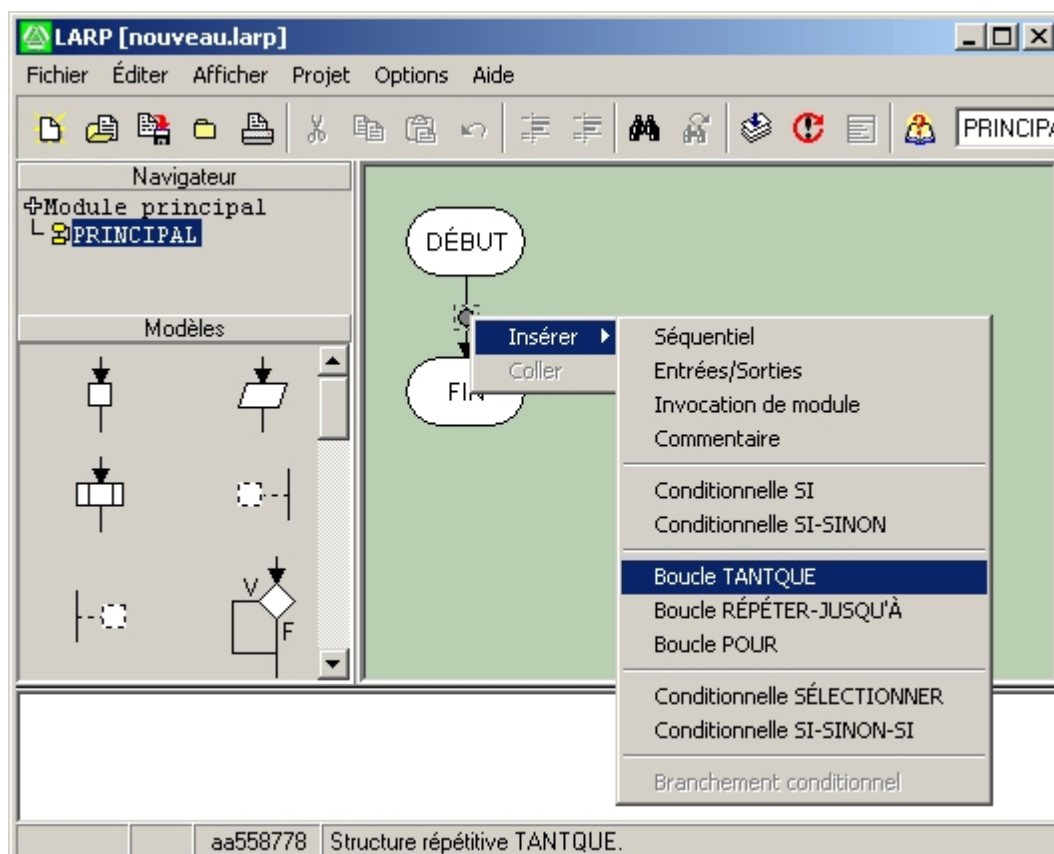 LARP [nouveau.larp]
Fichier Éditer Afficher Projet Options Aide
PRINCIPA
Navigateur
Module principal
PRINCIPAL
Modèles
V
F
DÉBUT
FIN
Insérer
Coller
Séquentiel
Entrées/Sorties
Invocation de module
Commentaire
Conditionnelle SI
Conditionnelle SI-SINON
Boucle TANTQUE
Boucle RÉPÉTER-JUSQU'À
Boucle POUR
Conditionnelle SÉLECTIONNER
Conditionnelle SI-SINON-SI
Branchement conditionnel
aa558778 Structure répétitive TANTQUE.